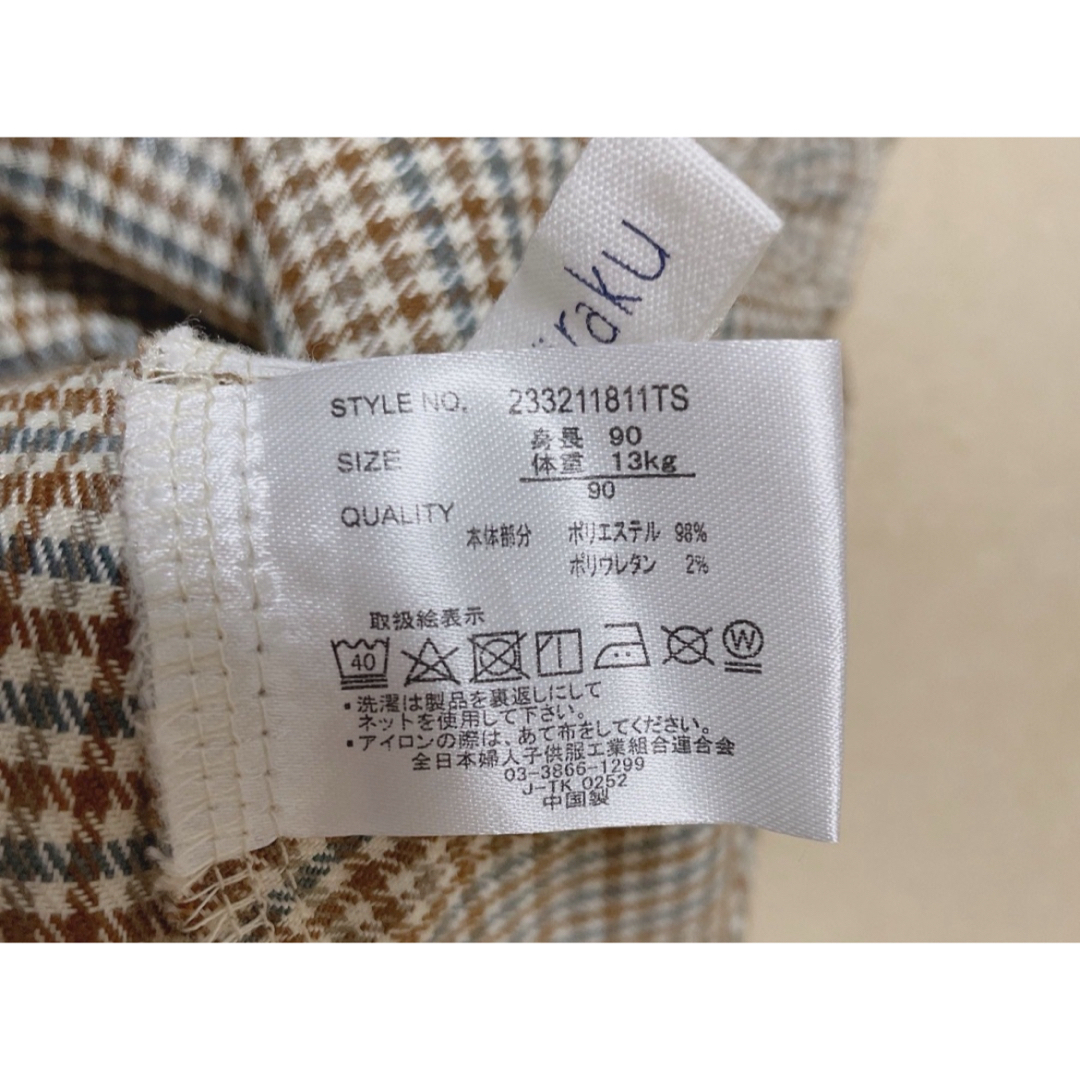 raku
STYLE NO. 233211811TS
SIZE 身長 90
体重 13kg
90
QUALITY
本体部分 ポリエステル 98%
ポリウレタン 2%
取扱絵表示
40 W
・洗濯は製品を裏返しにして
ネットを使用して下さい。
・アイロンの際は、あて布をしてください。
全日本婦人子供服工業組合連合会
03-3866-1299
J-TK 0252
中国製